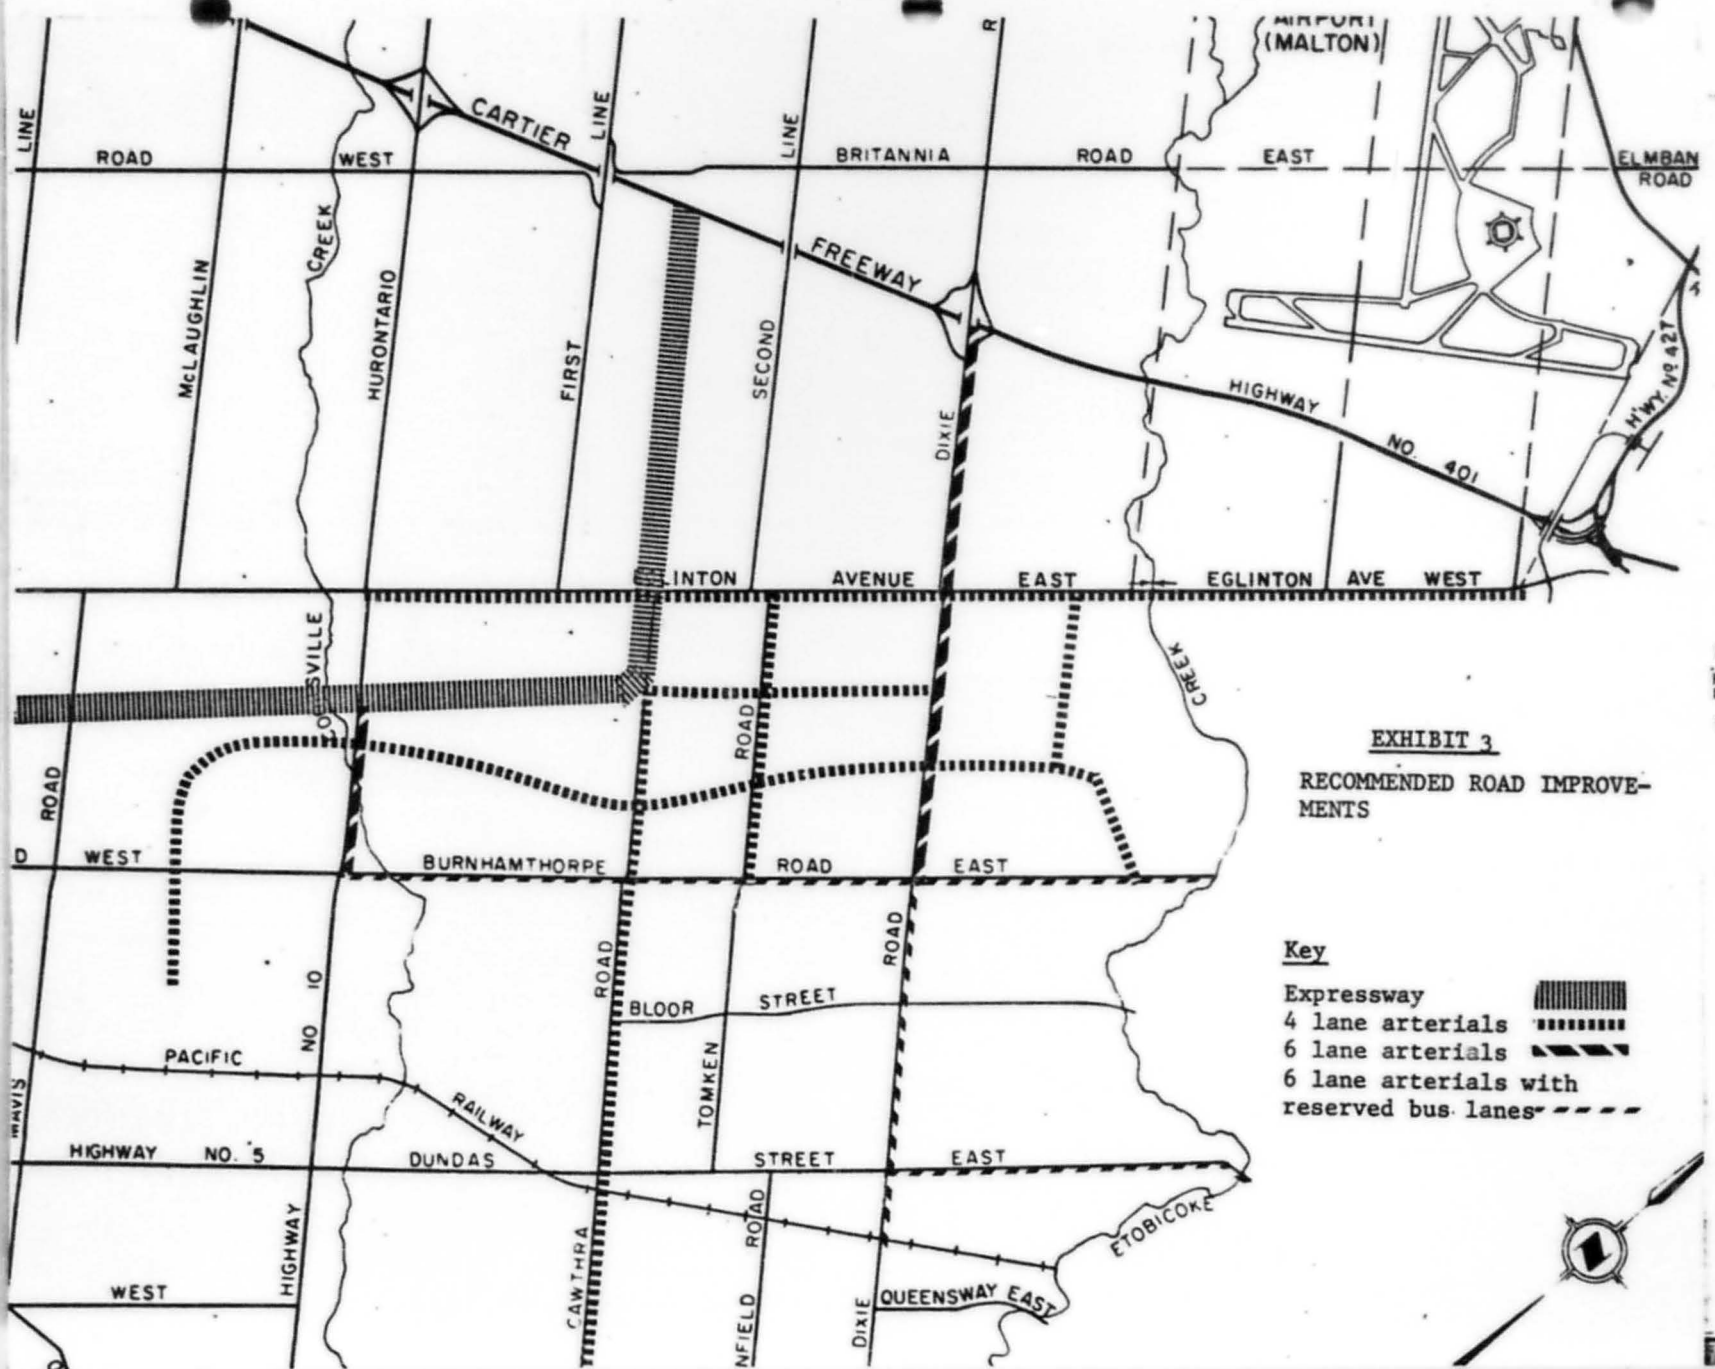 R
AIRPORT
(MALTON)
LINE
CARTIER
LINE
LINE
ROAD
WEST
BRITANNIA
ROAD
EAST
ELMBAN
ROAD
CREEK
FREEWAY
McLAUGHLIN
HURONTARIO
FIRST
SECOND
DIXIE
HIGHWAY
NO. 401
H'WY. No. 427
LINTON
AVENUE
EAST
EGLINTON
AVE
WEST
CREEK
ROAD
ROAD
EXHIBIT 3
RECOMMENDED ROAD IMPROVE-
MENTS
D
WEST
BURNHAMTHORPE
ROAD
EAST
ROAD
ROAD
NO 10
BLOOR
STREET
Key
Expressway
4 lane arterials
6 lane arterials
6 lane arterials with
reserved bus lanes
PACIFIC
RAILWAY
TOMKEN
MAVIS
HIGHWAY
NO. 5
DUNDAS
STREET
EAST
HIGHWAY
ROAD
ETOBICOKE
CAWTHRA
WEST
NFIELD
DIXIE
QUEENSWAY EAST